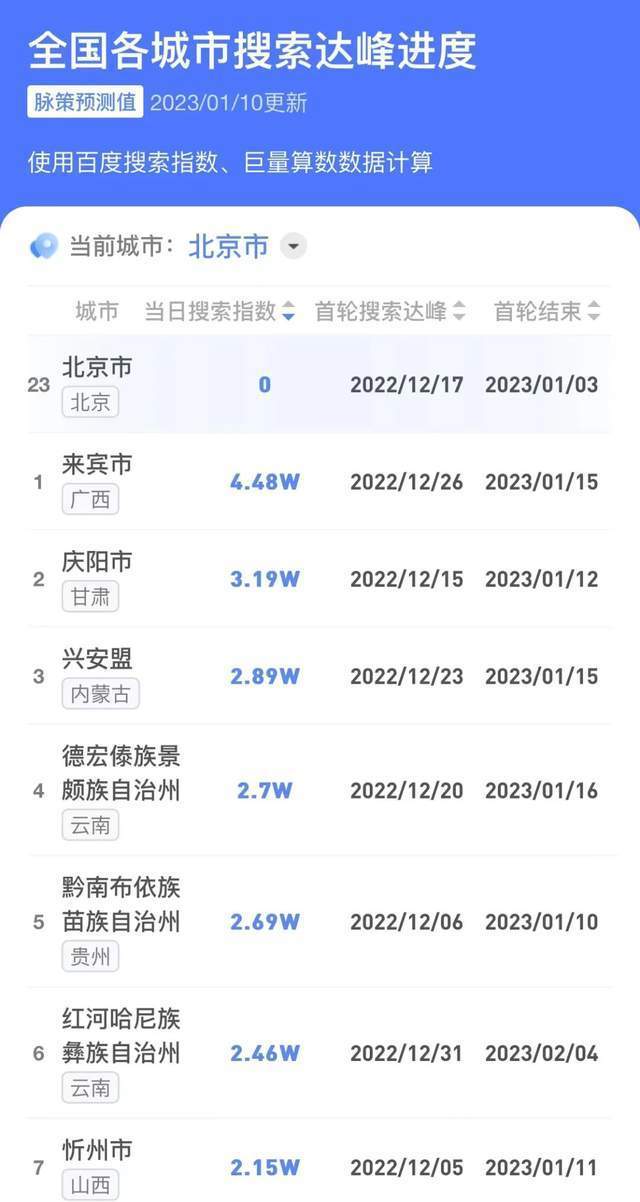 全国各城市搜索达峰进度
脉策预测值 2023/01/10更新
使用百度搜索指数、巨量算数数据计算
当前城市： 北京市
城市 当日搜索指数 首轮搜索达峰 首轮结束
23 北京市 北京 0 2022/12/17 2023/01/03
1 来宾市 广西 4.48W 2022/12/26 2023/01/15
2 庆阳市 甘肃 3.19W 2022/12/15 2023/01/12
3 兴安盟 内蒙古 2.89W 2022/12/23 2023/01/15
德宏傣族景
4 颇族自治州 2.7W 2022/12/20 2023/01/16
云南
黔南布依族
5 苗族自治州 2.69W 2022/12/06 2023/01/10
贵州
红河哈尼族
6 彝族自治州 2.46W 2022/12/31 2023/02/04
云南
7 忻州市 山西 2.15W 2022/12/05 2023/01/11